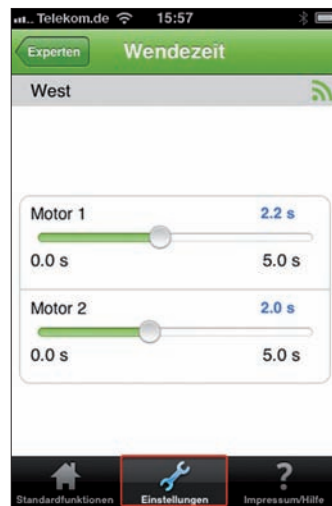 Telekom.de 15:57
Experten Wendezeit
West
Motor 1 2.2 s
0.0 s 5.0 s
Motor 2 2.0 s
0.0 s 5.0 s
Standardfunktionen Einstellungen Impressum/Hilfe